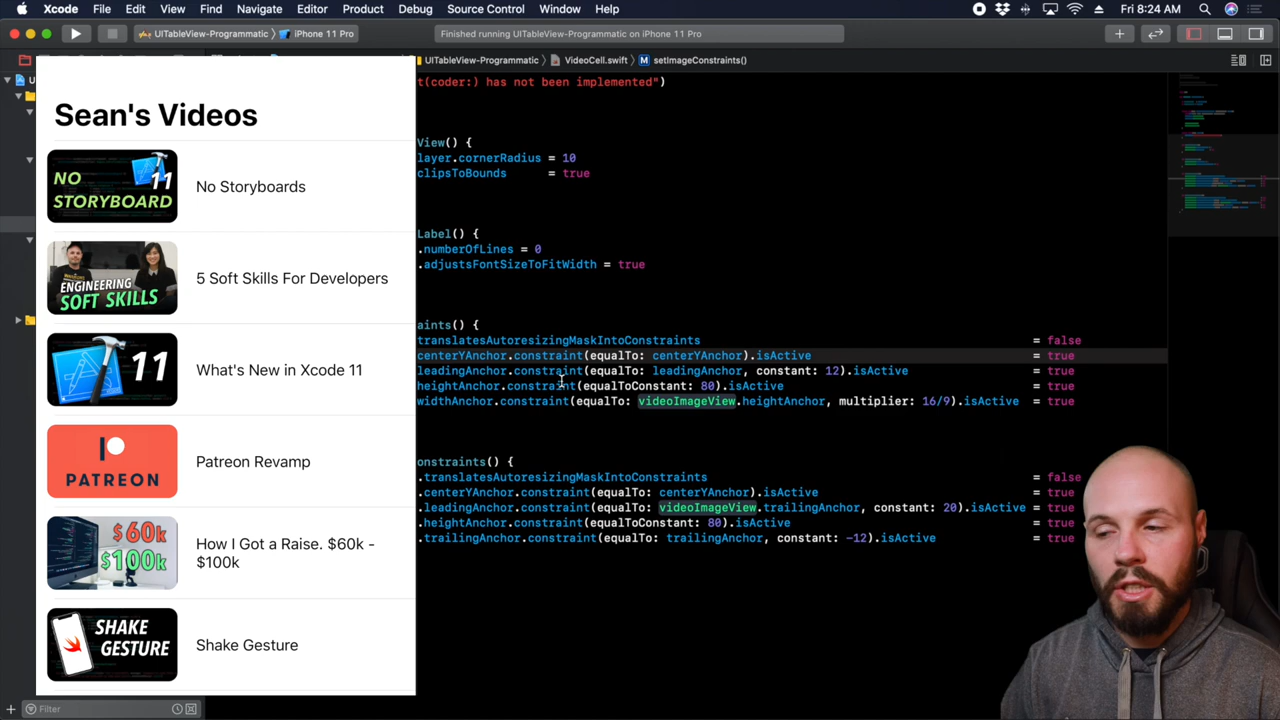 Xcode File Edit View Find Navigate Editor Product Debug Source Control Window Help
Fri 8:24 AM
UITableView-Programmatic 〉 iPhone 11 Pro
Finished running UITableView-Programmatic on iPhone 11 Pro
UITableView-Programmatic 〉 VideoCell.swift 〉 M setImageConstraints()
t(coder:) has not been implemented")
View() {
layer.cornerRadius = 10
clipsToBounds = true
Label() {
.numberOfLines = 0
.adjustsFontSizeToFitWidth = true
aints() {
translatesAutoresizingMaskIntoConstraints = false
centerYAnchor.constraint(equalTo: centerYAnchor).isActive = true
leadingAnchor.constraint(equalTo: leadingAnchor, constant: 12).isActive = true
heightAnchor.constraint(equalToConstant: 80).isActive = true
widthAnchor.constraint(equalTo: videoImageView.heightAnchor, multiplier: 16/9).isActive = true
onstraints() {
.translatesAutoresizingMaskIntoConstraints = false
.centerYAnchor.constraint(equalTo: centerYAnchor).isActive = true
.leadingAnchor.constraint(equalTo: videoImageView.trailingAnchor, constant: 20).isActive = true
.heightAnchor.constraint(equalToConstant: 80).isActive = true
.trailingAnchor.constraint(equalTo: trailingAnchor, constant: -12).isActive = true
Sean's Videos
NO
STORYBOARD
11
No Storyboards
ENGINEERING
SOFT SKILLS
5 Soft Skills For Developers
11
What's New in Xcode 11
PATREON
Patreon Revamp
$60k
$100k
How I Got a Raise. $60k -
$100k
SHAKE
GESTURE
Shake Gesture
Filter